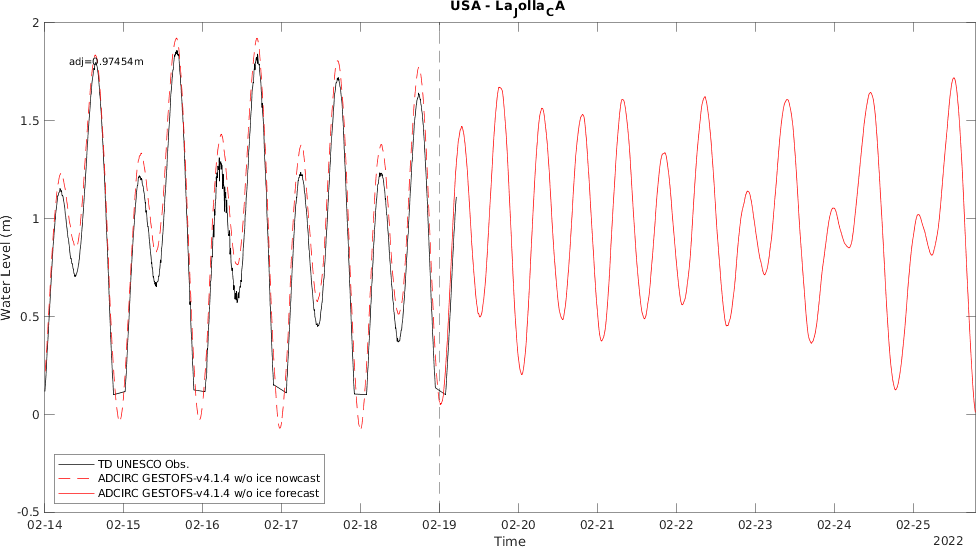 USA - LaJollaCA
2
1.5
1
0.5
0
-0.5
Water Level (m)
adj=0.97454m
TD UNESCO Obs.
ADCIRC GESTOFS-v4.1.4 w/o ice nowcast
ADCIRC GESTOFS-v4.1.4 w/o ice forecast
02-14 02-15 02-16 02-17 02-18 02-19 02-20 02-21 02-22 02-23 02-24 02-25
Time
2022